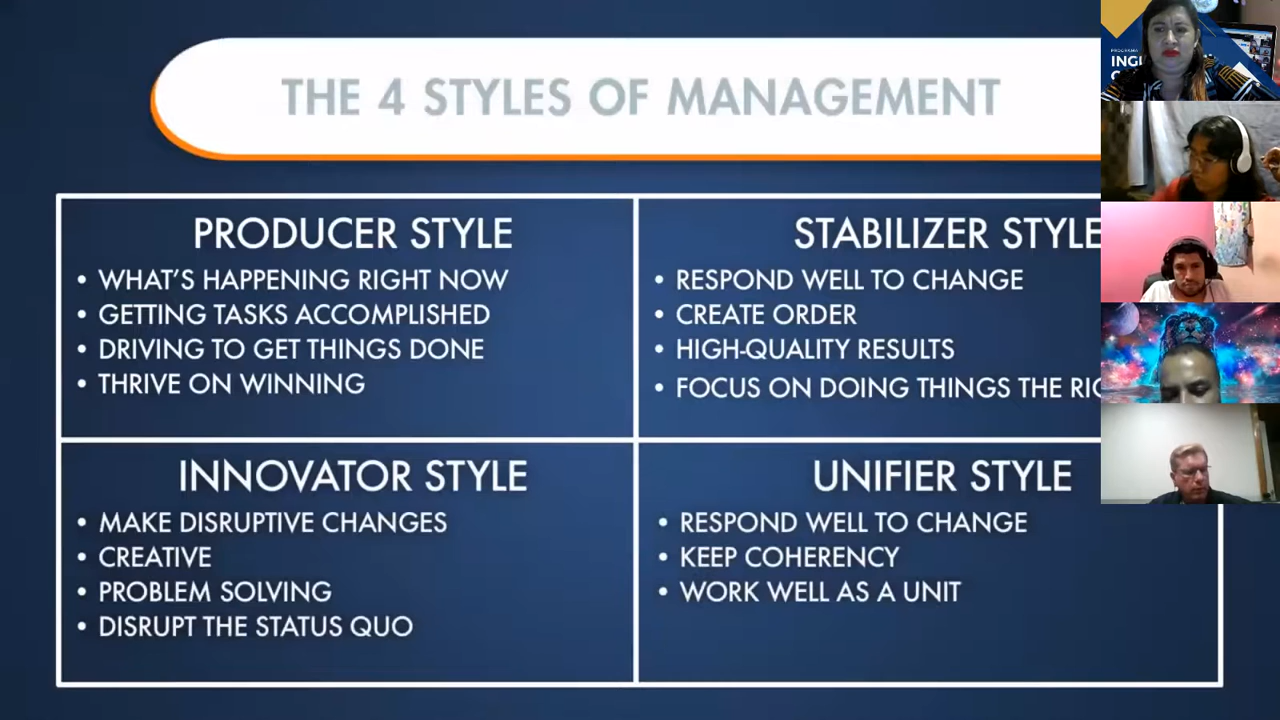 THE 4 STYLES OF MANAGEMENT
PRODUCER STYLE
• WHAT'S HAPPENING RIGHT NOW
• GETTING TASKS ACCOMPLISHED
• DRIVING TO GET THINGS DONE
• THRIVE ON WINNING
STABILIZER STYLE
• RESPOND WELL TO CHANGE
• CREATE ORDER
• HIGH-QUALITY RESULTS
• FOCUS ON DOING THINGS THE
INNOVATOR STYLE
• MAKE DISRUPTIVE CHANGES
• CREATIVE
• PROBLEM SOLVING
• DISRUPT THE STATUS QUO
UNIFIER STYLE
• RESPOND WELL TO CHANGE
• KEEP COHERENCY
• WORK WELL AS A UNIT